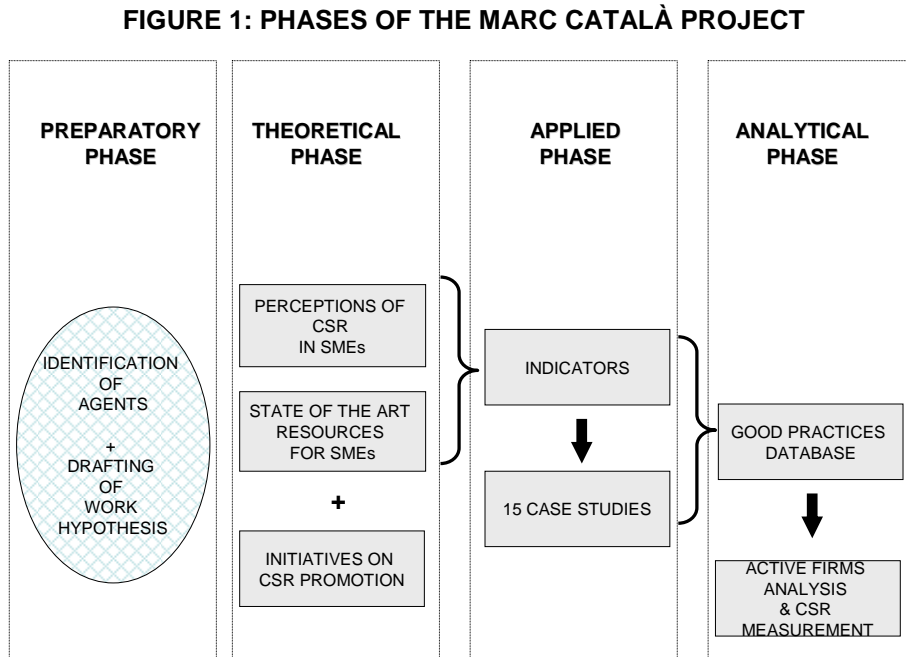 FIGURE 1: PHASES OF THE MARC CATALÀ PROJECT
PREPARATORY
PHASE
IDENTIFICATION
OF
AGENTS
+
DRAFTING
OF
WORK
HYPOTHESIS
THEORETICAL
PHASE
PERCEPTIONS OF
CSR
IN SMEs
STATE OF THE ART
RESOURCES
FOR SMEs
+
INITIATIVES ON
CSR PROMOTION
APPLIED
PHASE
INDICATORS
15 CASE STUDIES
ANALYTICAL
PHASE
GOOD PRACTICES
DATABASE
ACTIVE FIRMS
ANALYSIS
& CSR
MEASUREMENT